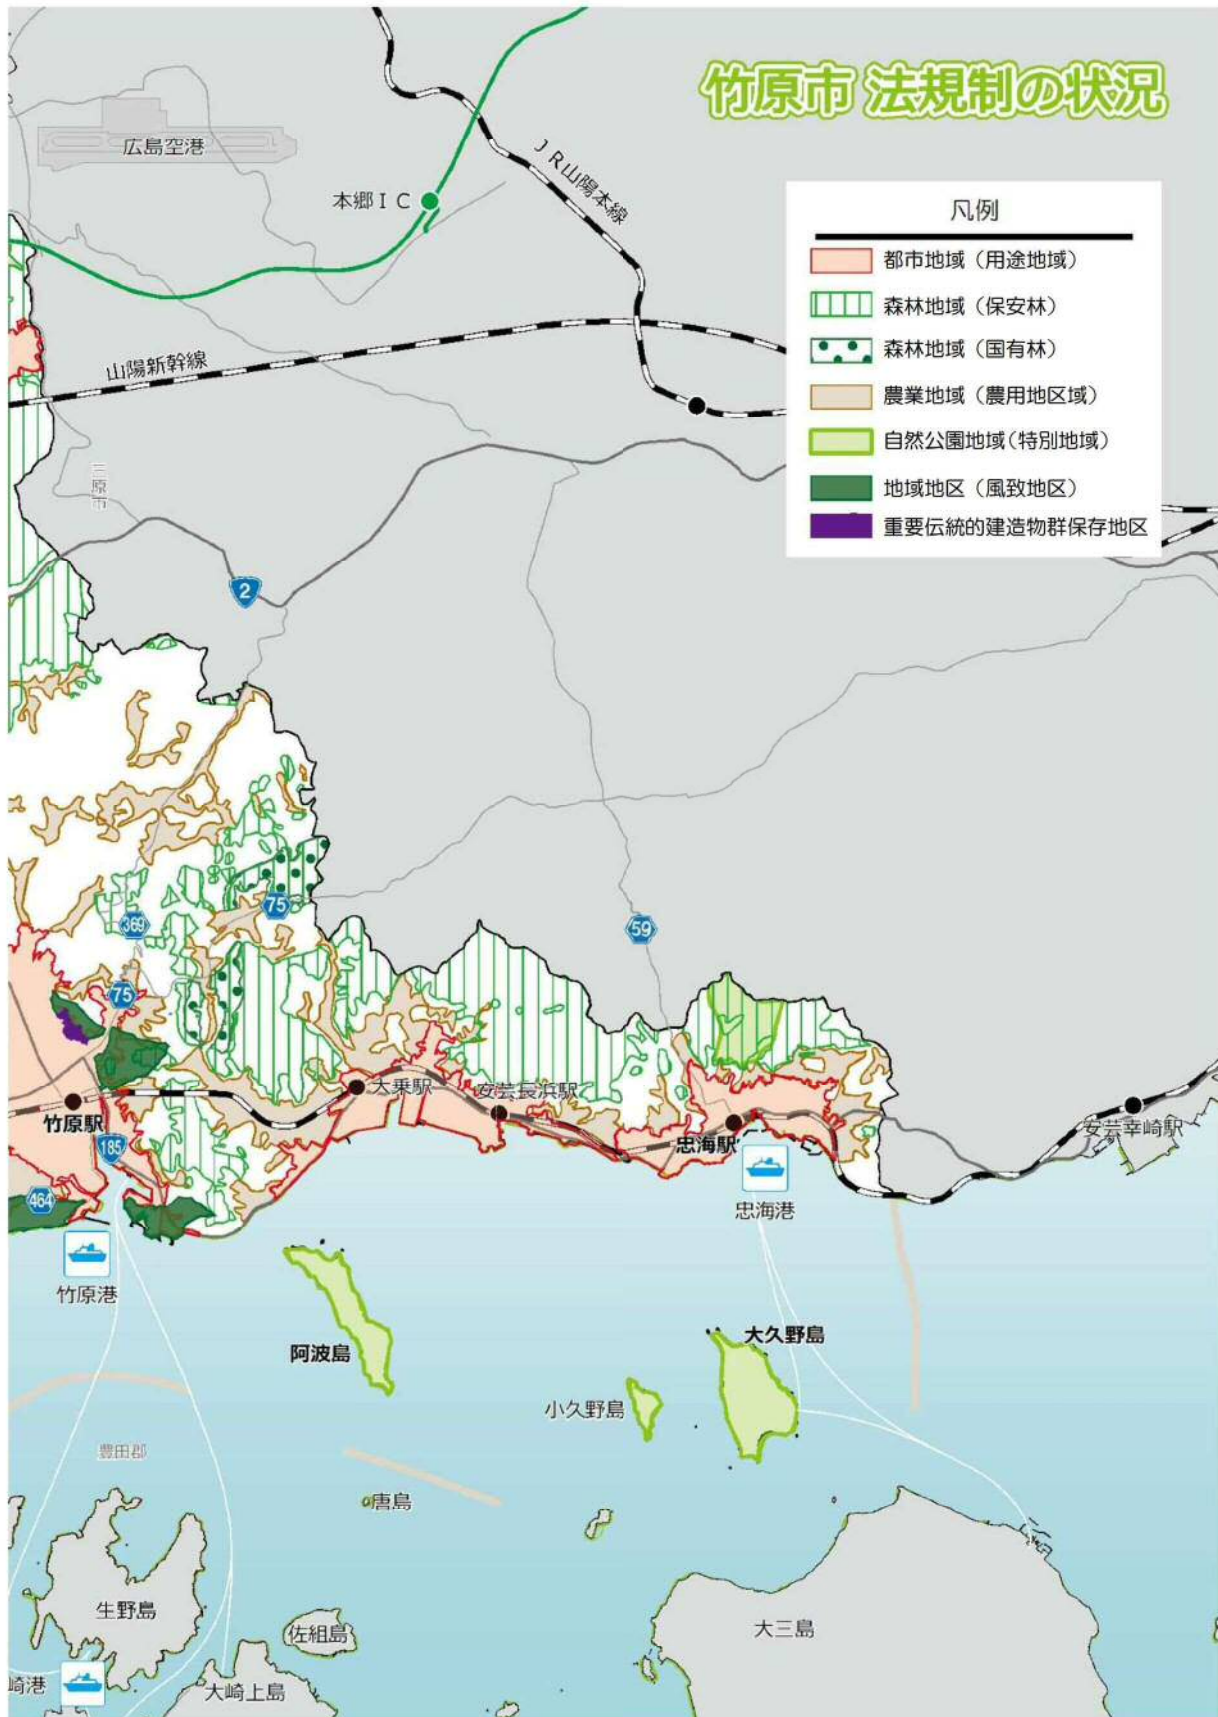 竹原市 法規制の状況
広島空港
本郷ＩＣ
ＪＲ山陽本線
凡例
都市地域（用途地域）
森林地域（保安林）
森林地域（国有林）
農業地域（農用地区域）
自然公園地域（特別地域）
地域地区（風致地区）
重要伝統的建造物群保存地区
山陽新幹線
三原市
2
75
369
59
75
大乗駅
安芸長浜駅
竹原駅
忠海駅
安芸幸崎駅
185
464
忠海港
竹原港
阿波島
大久野島
小久野島
豊田郡
唐島
生野島
佐組島
大三島
崎港
大崎上島